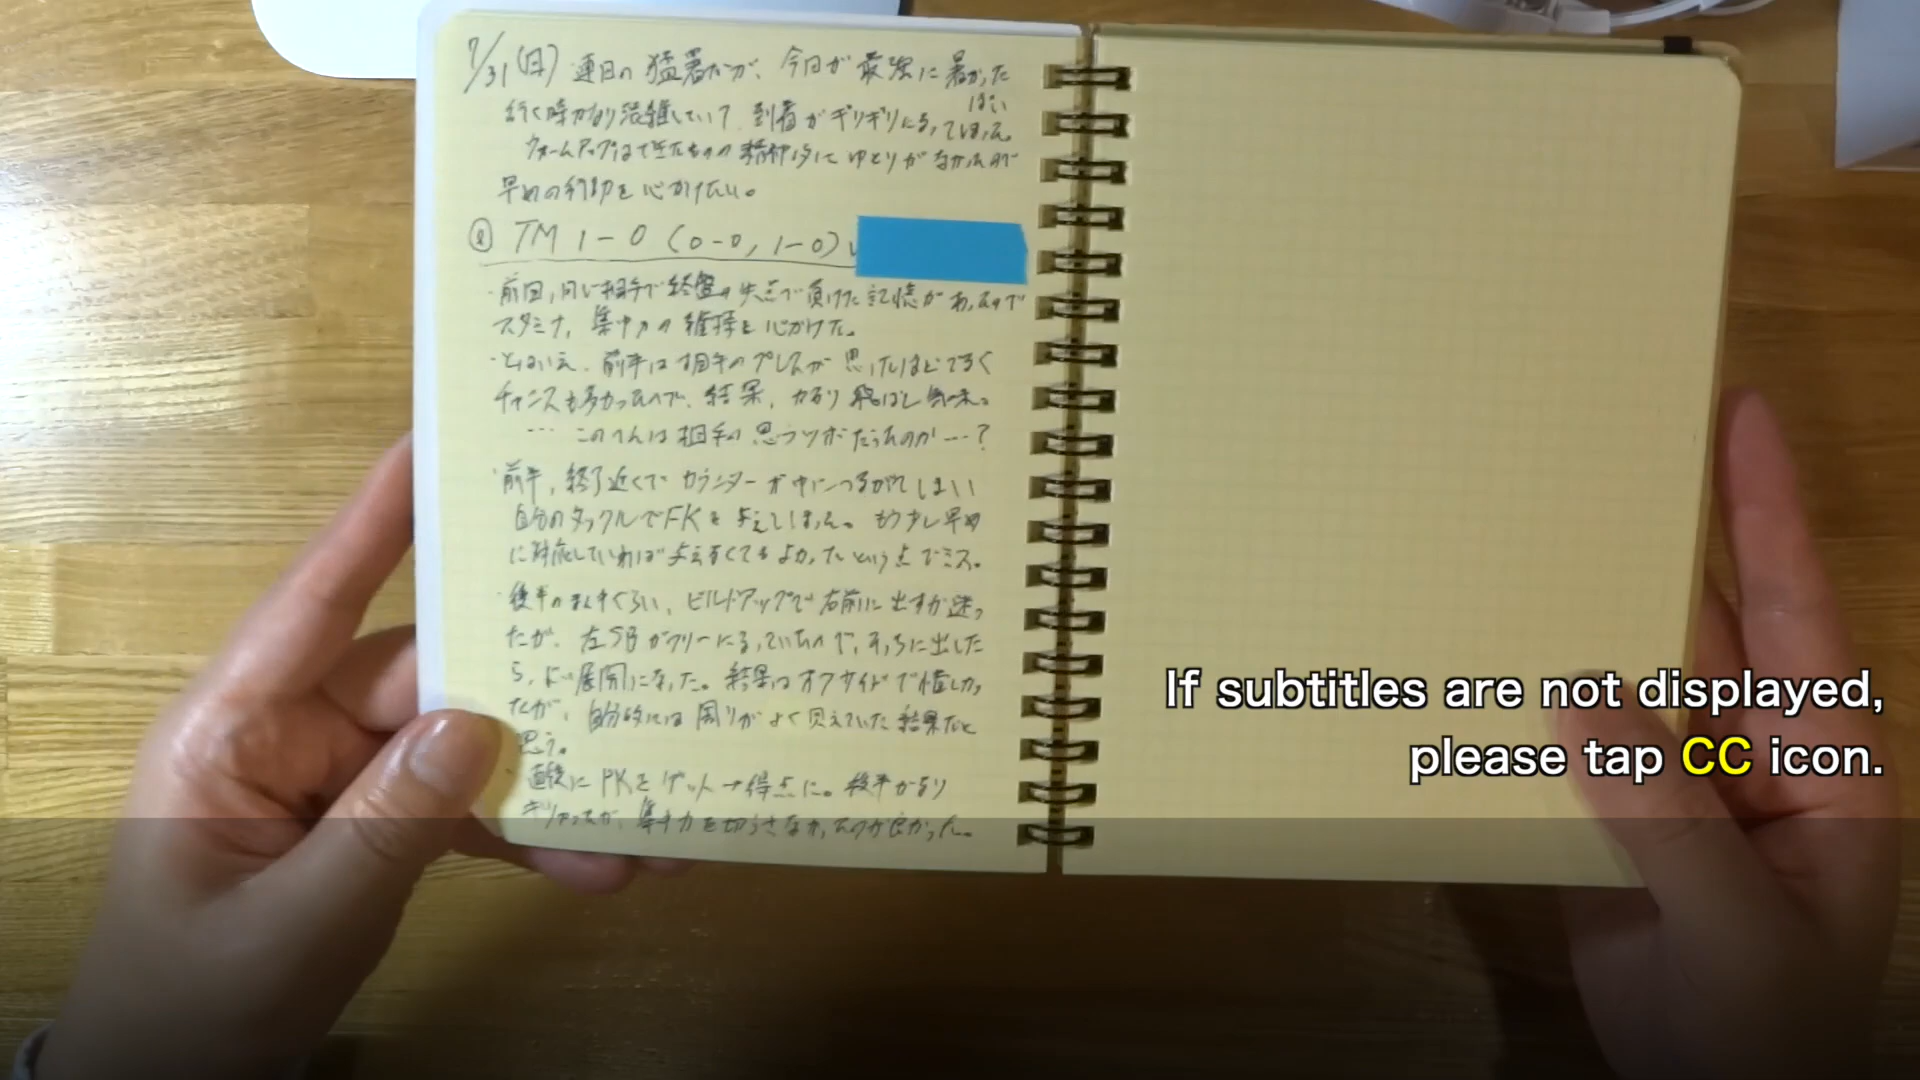 7/31(日) 連日の猛暑だが、今日が最強に暑かった
ぽい
行く時かなり混雑していて、到着がギリギリになってしまった。
ウォームアップはできたものの精神的にゆとりがなかったので
早めの行動を心がけたい。
TM 1-0 (0-0, 1-0)
・前回、同じ相手で終盤の失点で負けた記憶があったので
スタミナ、集中力の維持を心がけた。
・とはいえ、前半は相手のプレスが思ったほどでなく
チャンスも多かったので、結果、かなり飛ばし気味。
… このへんは相手の思うツボだったのか…?
・前半、終了近くで カウンターが中につながれてしまい
自分のタックルでFKを与えてしまった。もう少し早め
に対応していれば与えなくてもよかったという点でミス。
・後半のまん中くらい、ビルドアップで右前に出すか迷っ
たが、左SBがフリーになっていたので、そっちに出した
ら、よい展開になった。結果はオフサイドで惜しかっ
たが、自分的には周りがよく見えていた結果だと
思う。
・直後にPKをゲット→得点に。後半かなり
キツかったが、集中力を切らさなかったのが良かった。
If subtitles are not displayed,
please tap CC icon.